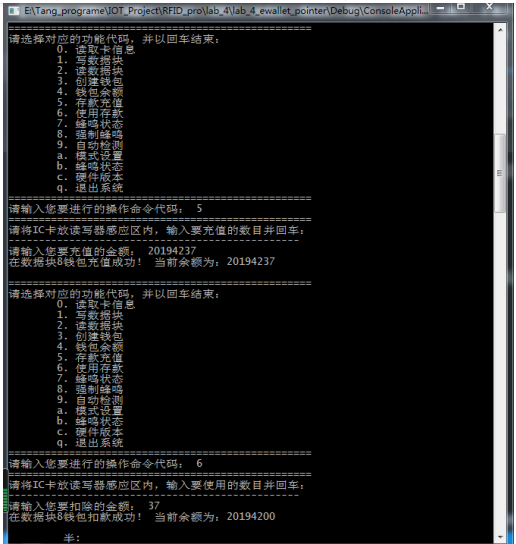 E:\Tang_programe\IOT_Project\RFID_pro\lab_4\lab_4_ewallet_pointer\Debug\ConsoleAppli...
==================================================
请选择对应的功能代码，并以回车结束：
0. 读取卡信息
1. 写数据块
2. 读数据块
3. 创建钱包
4. 钱包余额
5. 存款充值
6. 使用存款
7. 蜂鸣状态
8. 强制蜂鸣
9. 自动检测
a. 模式设置
b. 蜂鸣状态
c. 硬件版本
q. 退出系统
==================================================
请输入您要进行的操作命令代码： 5
==================================================
请将IC卡放读写器感应区内，输入要充值的数目并回车：
--------------------------------------------------
请输入您要充值的金额： 20194237
在数据块8钱包充值成功！ 当前余额为：20194237
==================================================
请选择对应的功能代码，并以回车结束：
0. 读取卡信息
1. 写数据块
2. 读数据块
3. 创建钱包
4. 钱包余额
5. 存款充值
6. 使用存款
7. 蜂鸣状态
8. 强制蜂鸣
9. 自动检测
a. 模式设置
b. 蜂鸣状态
c. 硬件版本
q. 退出系统
==================================================
请输入您要进行的操作命令代码： 6
==================================================
请将IC卡放读写器感应区内，输入要使用的数目并回车：
--------------------------------------------------
请输入您要扣除的金额： 37
在数据块8钱包扣款成功！ 当前余额为：20194200
半：